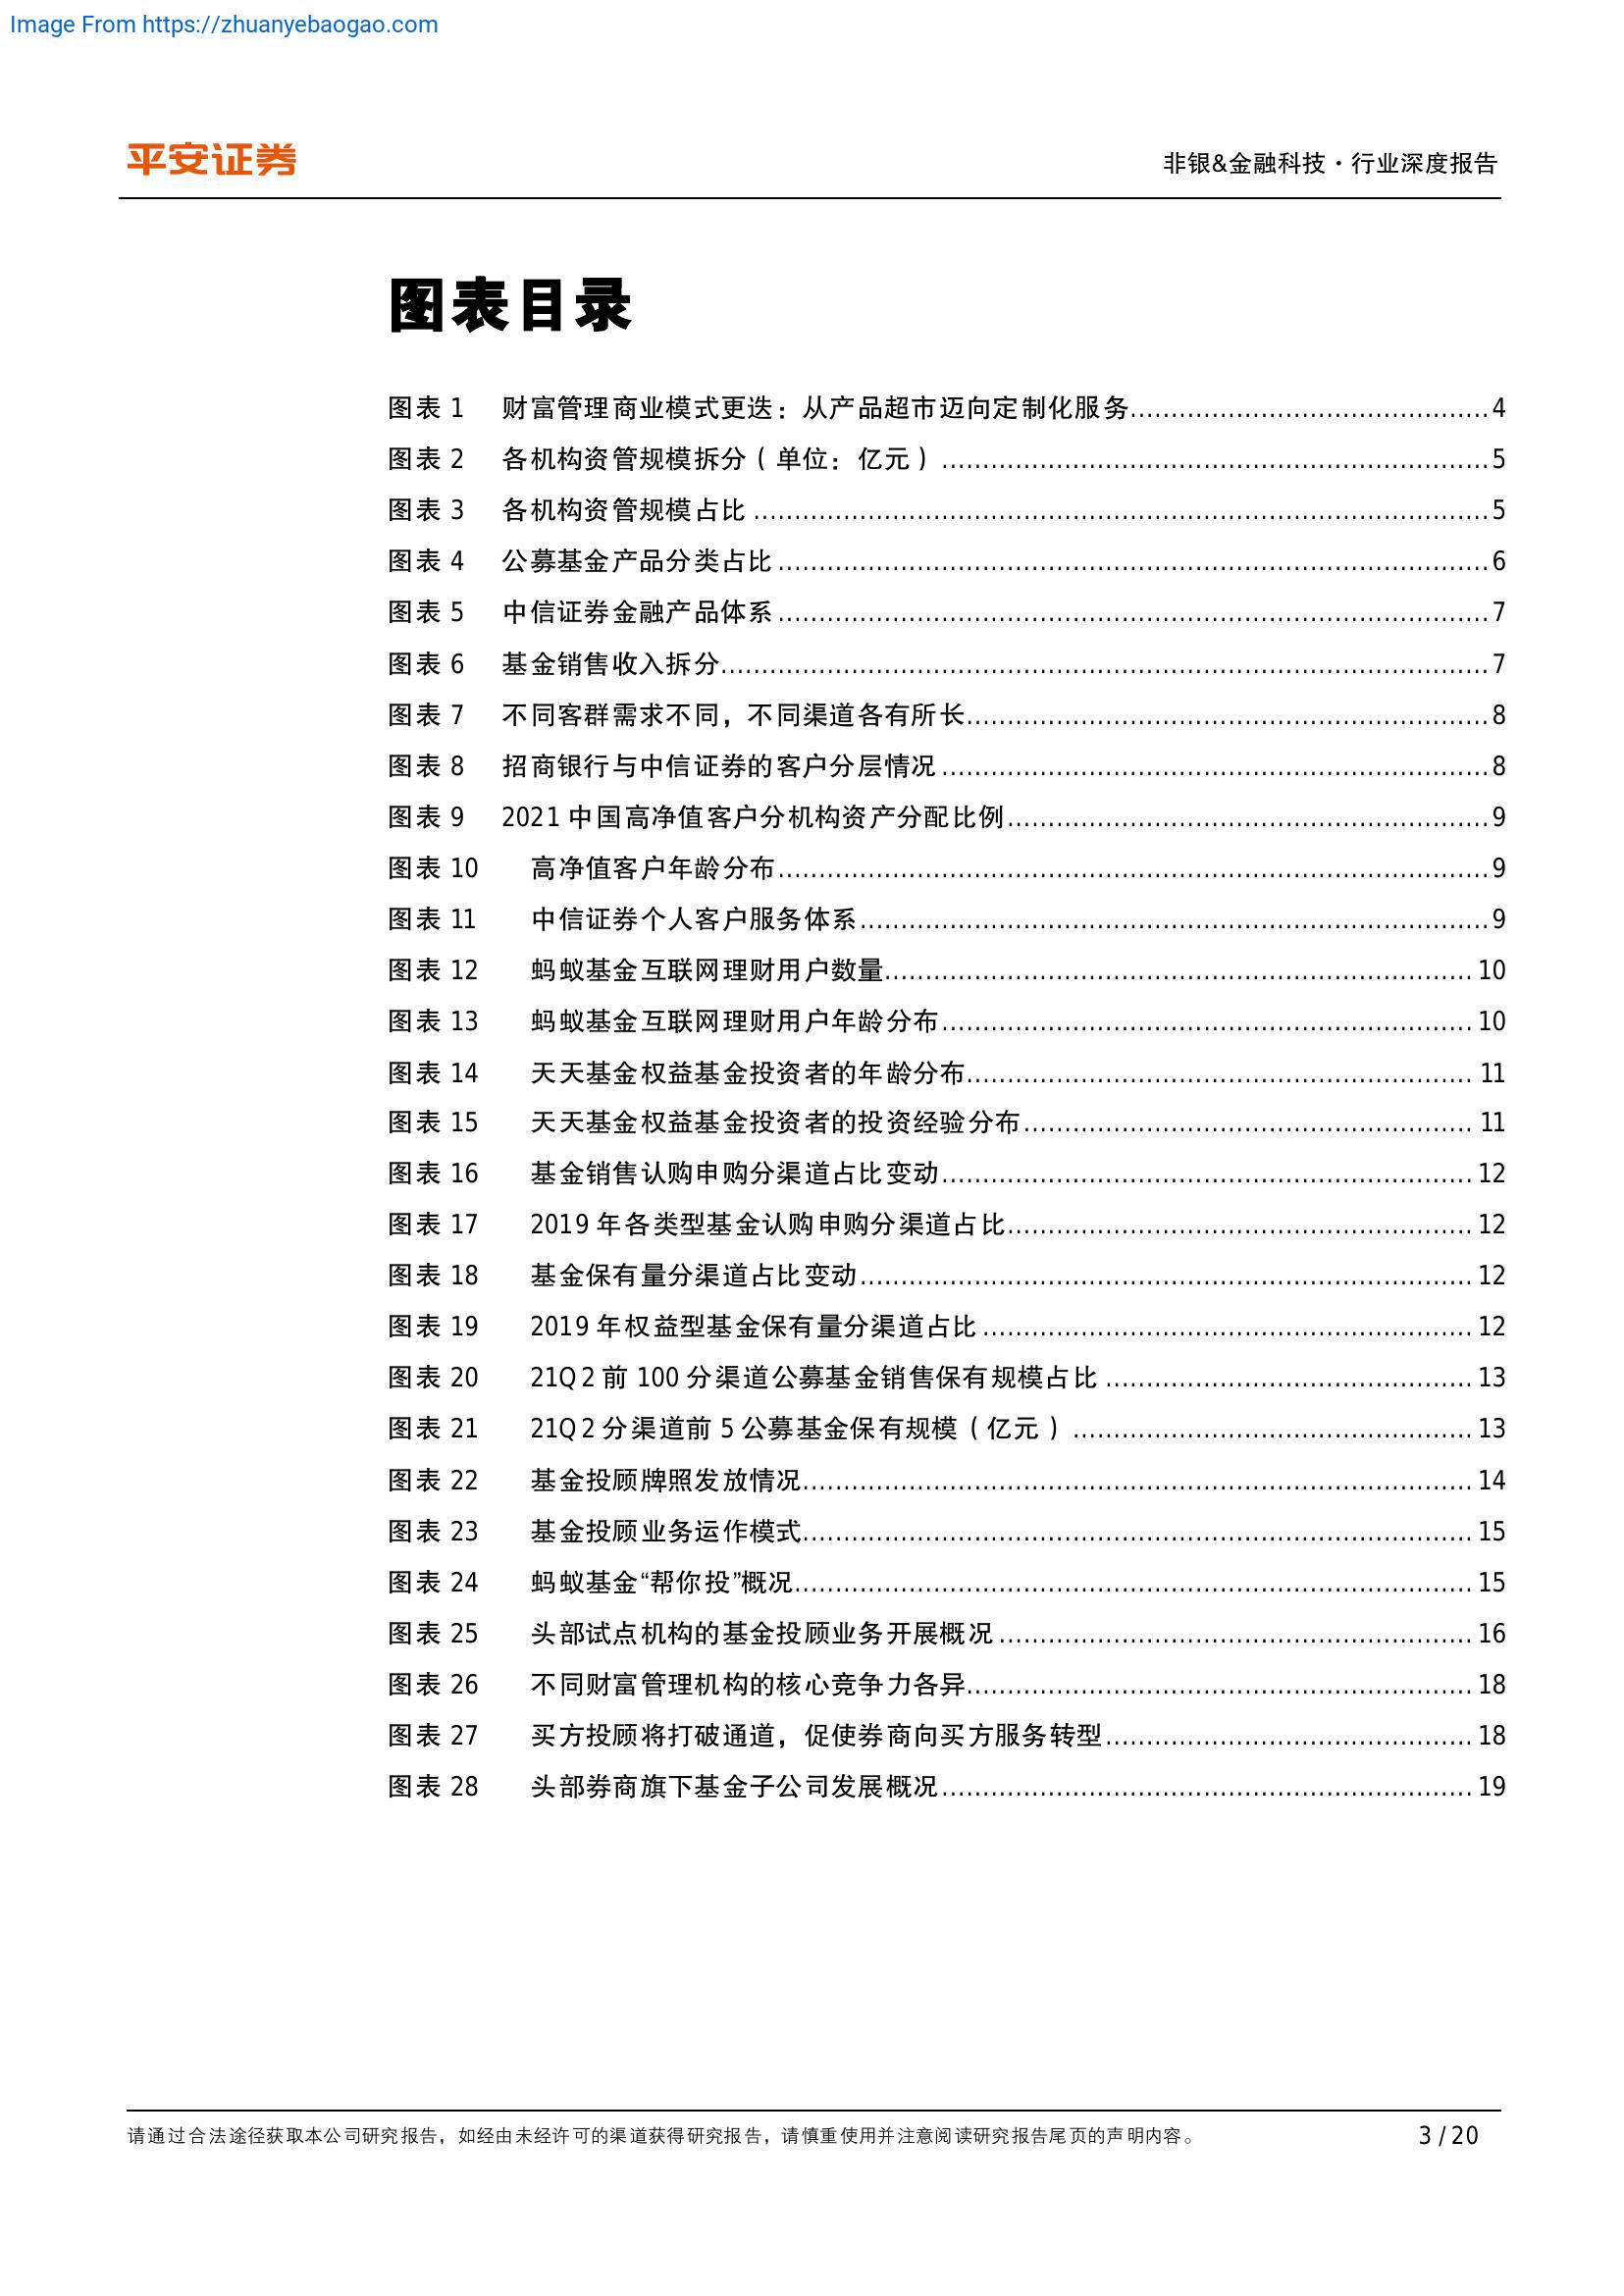 Image From https://zhuanyebaogao.com
平安证券
非银&金融科技·行业深度报告
图表目录
图表 1 财富管理商业模式更迭：从产品超市迈向定制化服务........................................4
图表 2 各机构资管规模拆分（单位：亿元）........................................5
图表 3 各机构资管规模占比........................................5
图表 4 公募基金产品分类占比........................................6
图表 5 中信证券金融产品体系........................................7
图表 6 基金销售收入拆分........................................7
图表 7 不同客群需求不同，不同渠道各有所长........................................8
图表 8 招商银行与中信证券的客户分层情况........................................8
图表 9 2021 中国高净值客户分机构资产分配比例........................................9
图表 10 高净值客户年龄分布........................................9
图表 11 中信证券个人客户服务体系........................................9
图表 12 蚂蚁基金互联网理财用户数量........................................10
图表 13 蚂蚁基金互联网理财用户年龄分布........................................10
图表 14 天天基金权益基金投资者的年龄分布........................................11
图表 15 天天基金权益基金投资者的投资经验分布........................................11
图表 16 基金销售认购申购分渠道占比变动........................................12
图表 17 2019 年各类型基金认购申购分渠道占比........................................12
图表 18 基金保有量分渠道占比变动........................................12
图表 19 2019 年权益型基金保有量分渠道占比........................................12
图表 20 21Q2 前 100 分渠道公募基金销售保有规模占比........................................13
图表 21 21Q2 分渠道前 5 公募基金保有规模（亿元）........................................13
图表 22 基金投顾牌照发放情况........................................14
图表 23 基金投顾业务运作模式........................................15
图表 24 蚂蚁基金“帮你投”概况........................................15
图表 25 头部试点机构的基金投顾业务开展概况........................................16
图表 26 不同财富管理机构的核心竞争力各异........................................18
图表 27 买方投顾将打破通道，促使券商向买方服务转型........................................18
图表 28 头部券商旗下基金子公司发展概况........................................19
请通过合法途径获取本公司研究报告，如经由未经许可的渠道获得研究报告，请慎重使用并注意阅读研究报告尾页的声明内容。
3 / 20